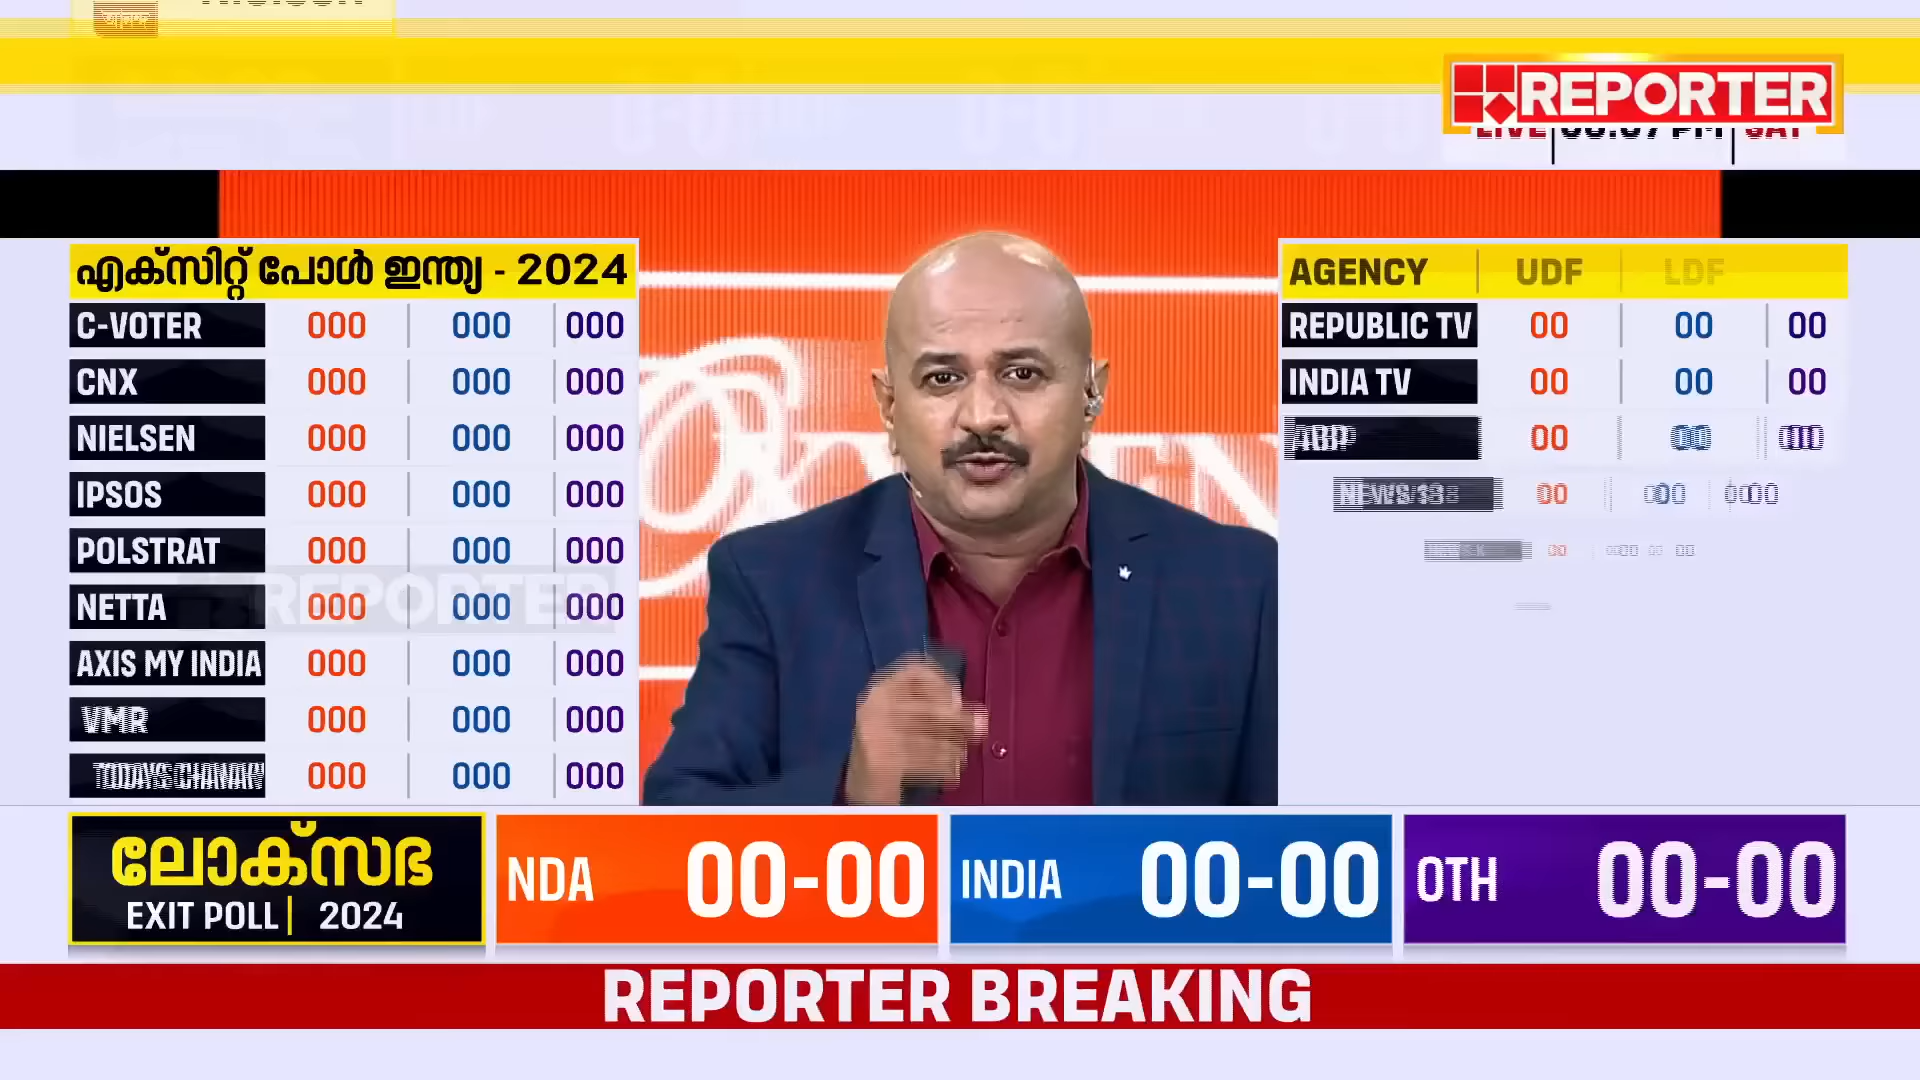 REPORTER
എക്സിറ്റ് പോൾ ഇന്ത്യ - 2024
C-VOTER 000 000 000
CNX 000 000 000
NIELSEN 000 000 000
IPSOS 000 000 000
POLSTRAT 000 000 000
NETTA 000 000 000
AXIS MY INDIA 000 000 000
VMR 000 000 000
000 000 000
REPORTER
AGENCY UDF LDF
REPUBLIC TV 00 00 00
INDIA TV 00 00 00
ABP 00 00
00
ലോക്സഭ
EXIT POLL | 2024
NDA 00-00
INDIA 00-00
OTH 00-00
REPORTER BREAKING